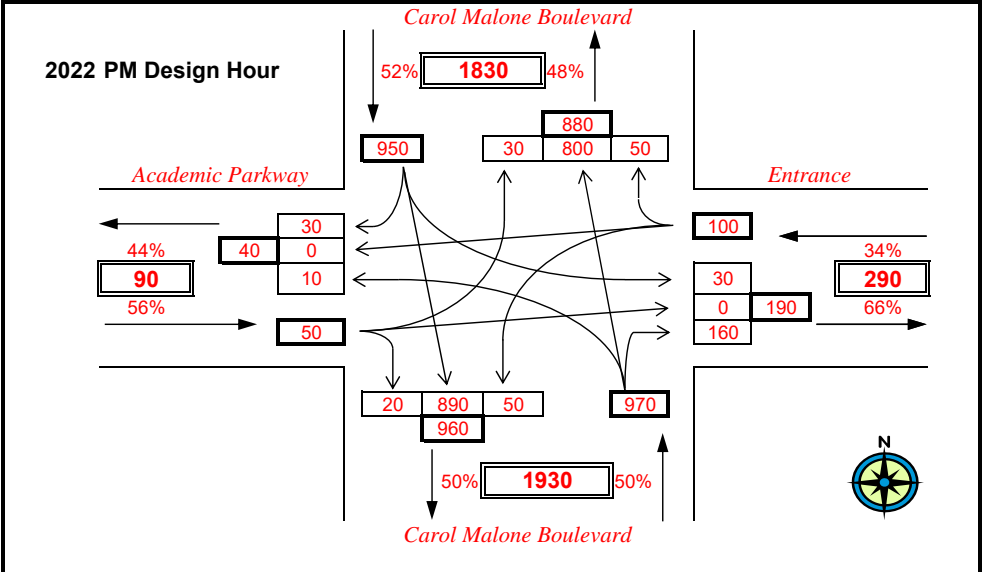 Carol Malone Boulevard
2022 PM Design Hour
52% 1830 48%
880
950 30 800 50
Academic Parkway
Entrance
30
100
44%
40 0
34%
90
10
30
290
56%
0 190
66%
50
160
20 890 50
970
960
N
50% 1930 50%
Carol Malone Boulevard